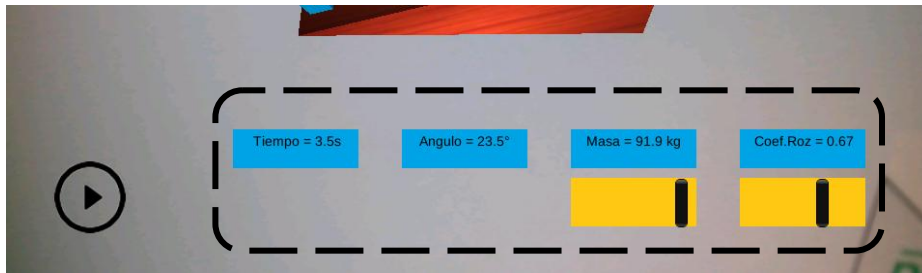 Tiempo = 3.5s
Angulo = 23.5°
Masa = 91.9 kg
Coef.Roz = 0.67